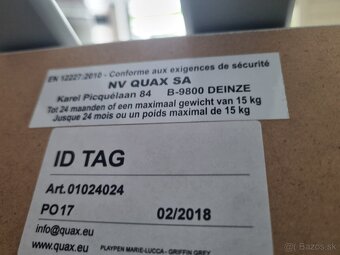 EN 12227:2010 - Conforme aux exigences de sécurité
NV QUAX SA
Karel Picquélaan 84 B-9800 DEINZE
Tot 24 maanden of een maximaal gewicht van 15 kg
Jusque 24 mois ou un poids maximal de 15 kg
ID TAG
Art.01024024
PO17 02/2018
info@quax.eu
www.quax.eu PLAYPEN MARIE-LUCCA - GRIFFIN GREY
bazos.sk